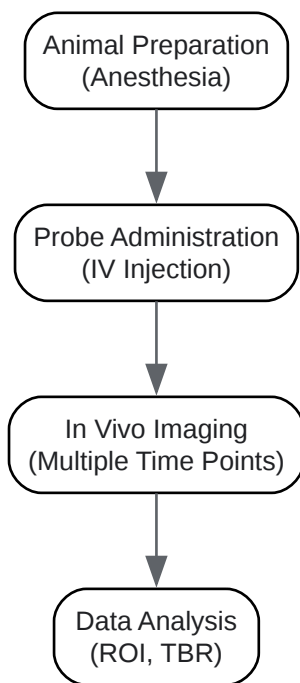 Animal Preparation
(Anesthesia)
Probe Administration
(IV Injection)
In Vivo Imaging
(Multiple Time Points)
Data Analysis
(ROI, TBR)